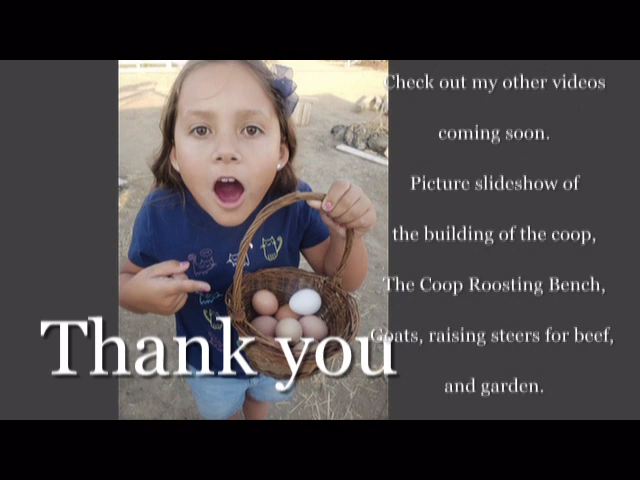 Check out my other videos
coming soon.
Picture slideshow of
the building of the coop,
The Coop Roosting Bench,
Goats, raising steers for beef,
and garden.
Thank you